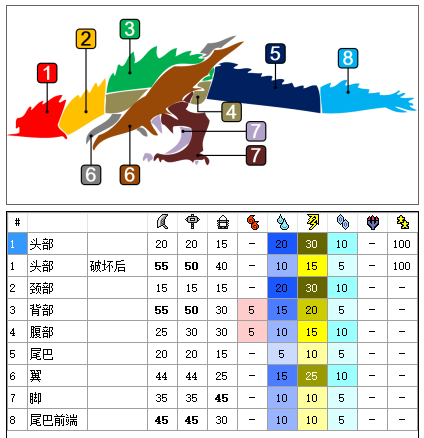 1
2
3
4
5
8
6
6
7
7
#
1 头部 20 20 15 – 20 30 10 – 100
1 头部 破坏后 55 50 40 – 10 15 5 – 100
2 颈部 15 15 15 – 20 30 10 – –
3 背部 55 50 30 5 15 20 5 – –
4 腹部 25 30 30 5 10 15 10 – –
5 尾巴 20 20 15 – 5 10 5 – –
6 翼 44 44 25 – 15 25 10 – –
7 脚 35 35 45 – 10 10 5 – –
8 尾巴前端 45 45 30 – 10 10 5 – –